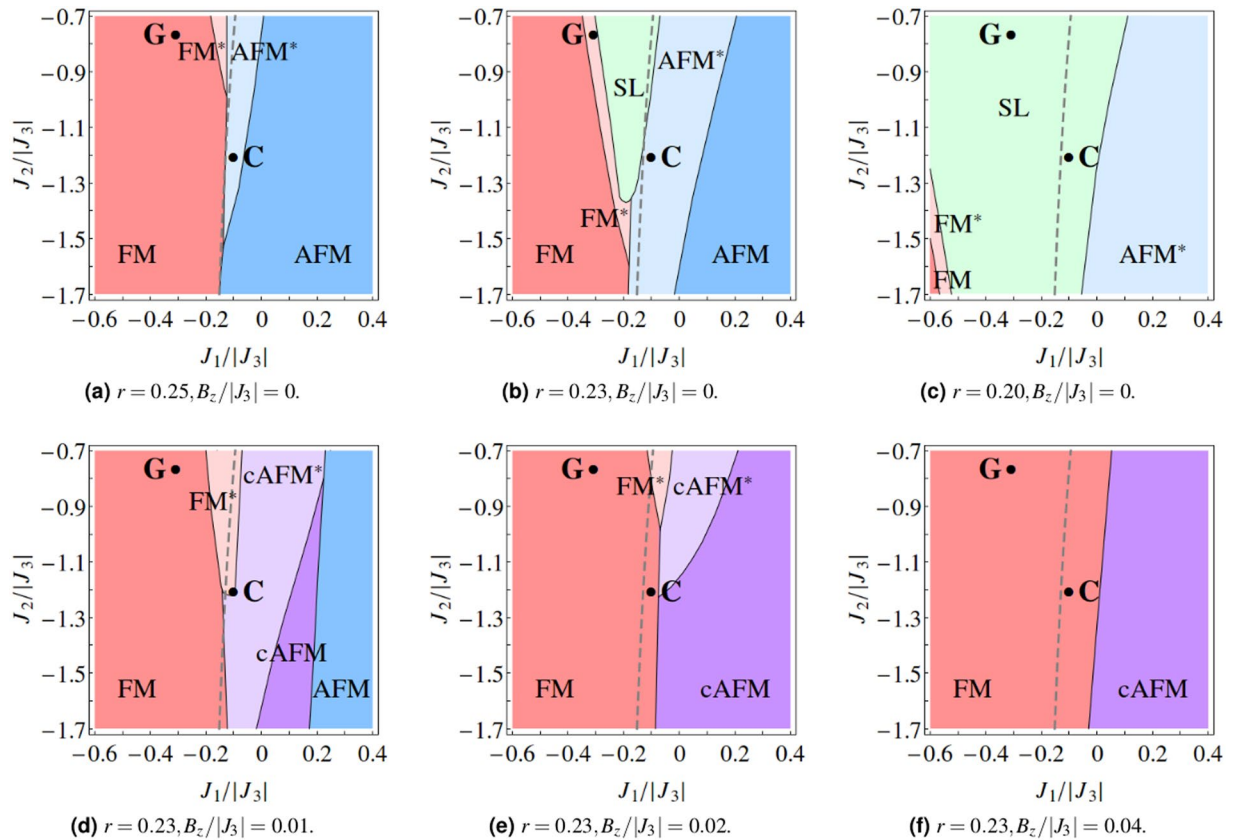 −0.7
−0.9
−1.1
−1.3
−1.5
−1.7
J2/|J3|
G
FM*
AFM*
C
FM
AFM
−0.6 −0.4 −0.2 0 0.2 0.4
J1/|J3|
(a) r = 0.25, Bz/|J3| = 0.
−0.7
−0.9
−1.1
−1.3
−1.5
−1.7
J2/|J3|
G
SL
AFM*
C
FM*
FM
AFM
−0.6 −0.4 −0.2 0 0.2 0.4
J1/|J3|
(b) r = 0.23, Bz/|J3| = 0.
−0.7
−0.9
−1.1
−1.3
−1.5
−1.7
J2/|J3|
G
SL
C
FM*
FM
AFM*
−0.6 −0.4 −0.2 0 0.2 0.4
J1/|J3|
(c) r = 0.20, Bz/|J3| = 0.
−0.7
−0.9
−1.1
−1.3
−1.5
−1.7
J2/|J3|
G
FM*
cAFM*
C
cAFM
FM
AFM
−0.6 −0.4 −0.2 0 0.2 0.4
J1/|J3|
(d) r = 0.23, Bz/|J3| = 0.01.
−0.7
−0.9
−1.1
−1.3
−1.5
−1.7
J2/|J3|
G
FM*
cAFM*
C
FM
cAFM
−0.6 −0.4 −0.2 0 0.2 0.4
J1/|J3|
(e) r = 0.23, Bz/|J3| = 0.02.
−0.7
−0.9
−1.1
−1.3
−1.5
−1.7
J2/|J3|
G
C
FM
cAFM
−0.6 −0.4 −0.2 0 0.2 0.4
J1/|J3|
(f) r = 0.23, Bz/|J3| = 0.04.